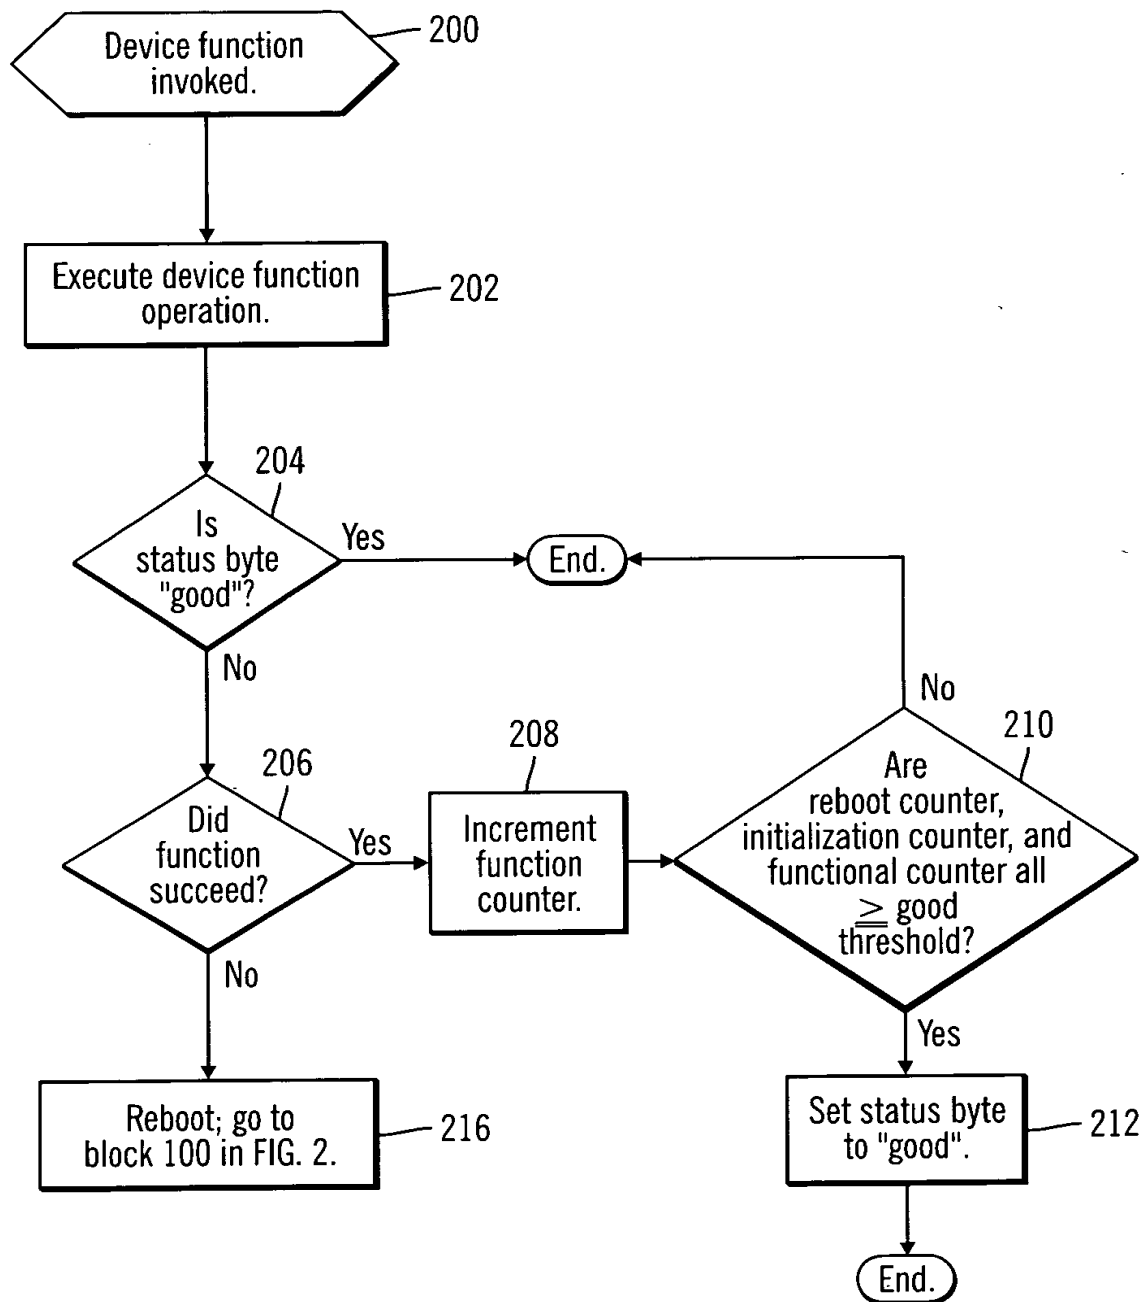 Device function
invoked.
200
Execute device function
operation.
202
204
Is
status byte
"good"?
Yes
End.
No
206
Did
function
succeed?
Yes
208
Increment
function
counter.
No
210
Are
reboot counter,
initialization counter, and
functional counter all
≥ good
threshold?
No
Reboot; go to
block 100 in FIG. 2.
216
Yes
Set status byte
to "good".
212
End.